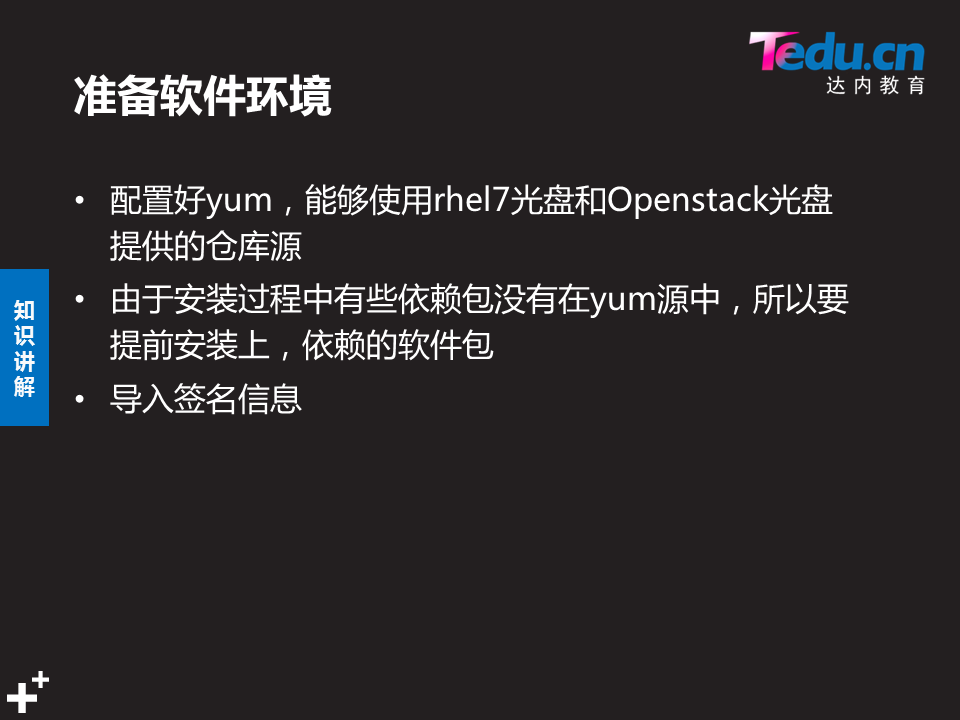 Tedu.cn
达内教育
准备软件环境
• 配置好yum，能够使用rhel7光盘和Openstack光盘
提供的仓库源
• 由于安装过程中有些依赖包没有在yum源中，所以要
提前安装上，依赖的软件包
• 导入签名信息
知
识
讲
解